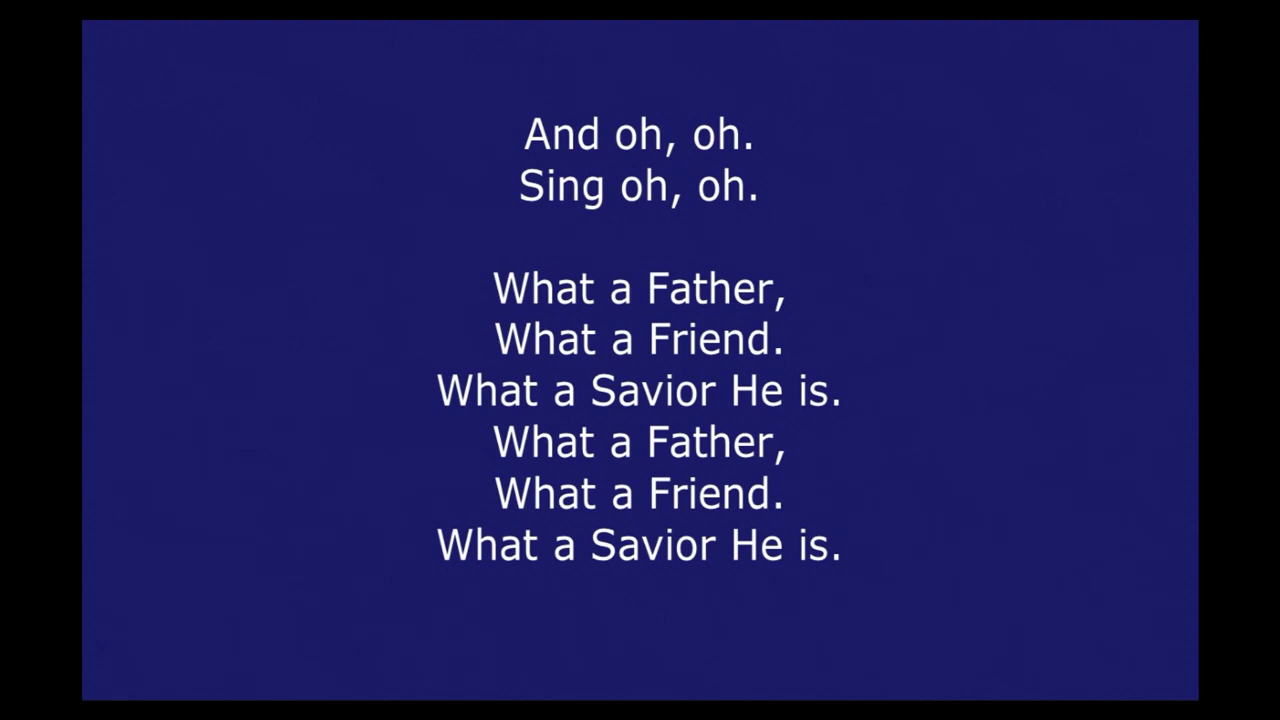 And oh, oh.
Sing oh, oh.
What a Father,
What a Friend.
What a Savior He is.
What a Father,
What a Friend.
What a Savior He is.